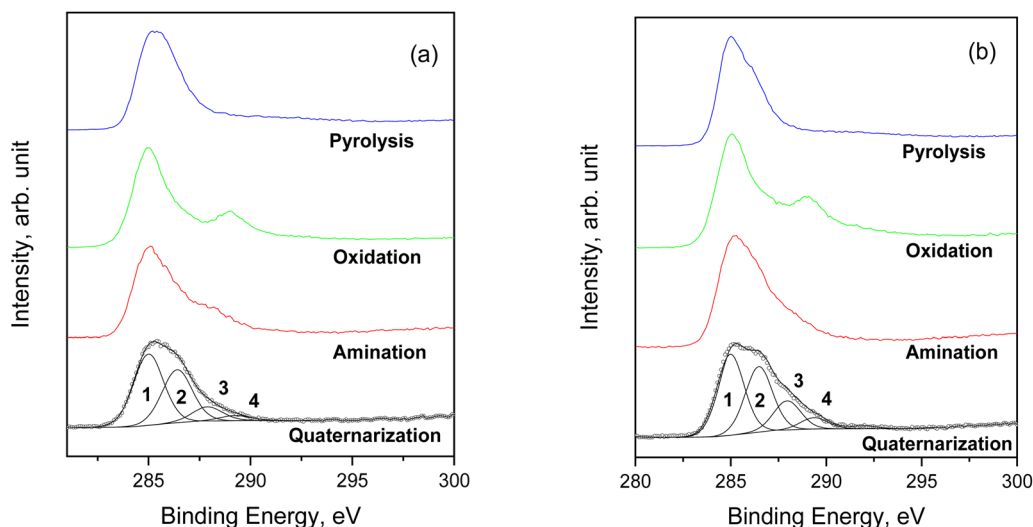 (a)
Intensity, arb. unit
Pyrolysis
Oxidation
Amination
1
2
3
4
Quaternarization
285
290
295
300
Binding Energy, eV
(b)
Intensity, arb. unit
Pyrolysis
Oxidation
Amination
1
2
3
4
Quaternarization
280
285
290
295
300
Binding Energy, eV